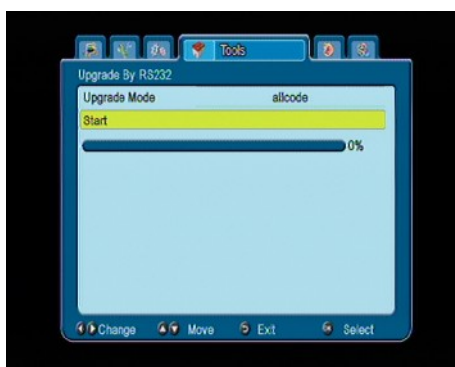 Tools
Upgrade By RS232
Upgrade Mode allcode
Start
0%
Change Move Exit Select